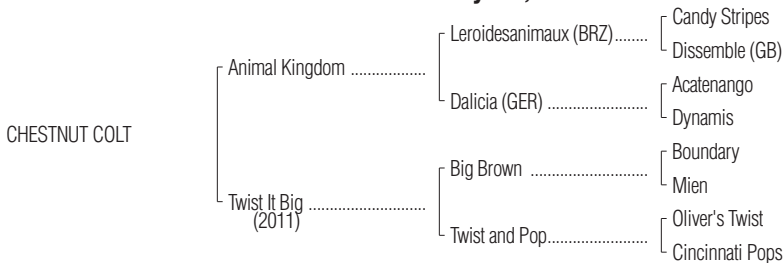 Candy Stripes
Leroidesanimaux (BRZ)........
Dissemble (GB)
Animal Kingdom ..................
Acatenango
Dalicia (GER) ........................
Dynamis
CHESTNUT COLT
Boundary
Big Brown ............................
Mien
Twist It Big ............................
(2011)
Oliver's Twist
Twist and Pop........................
Cincinnati Pops